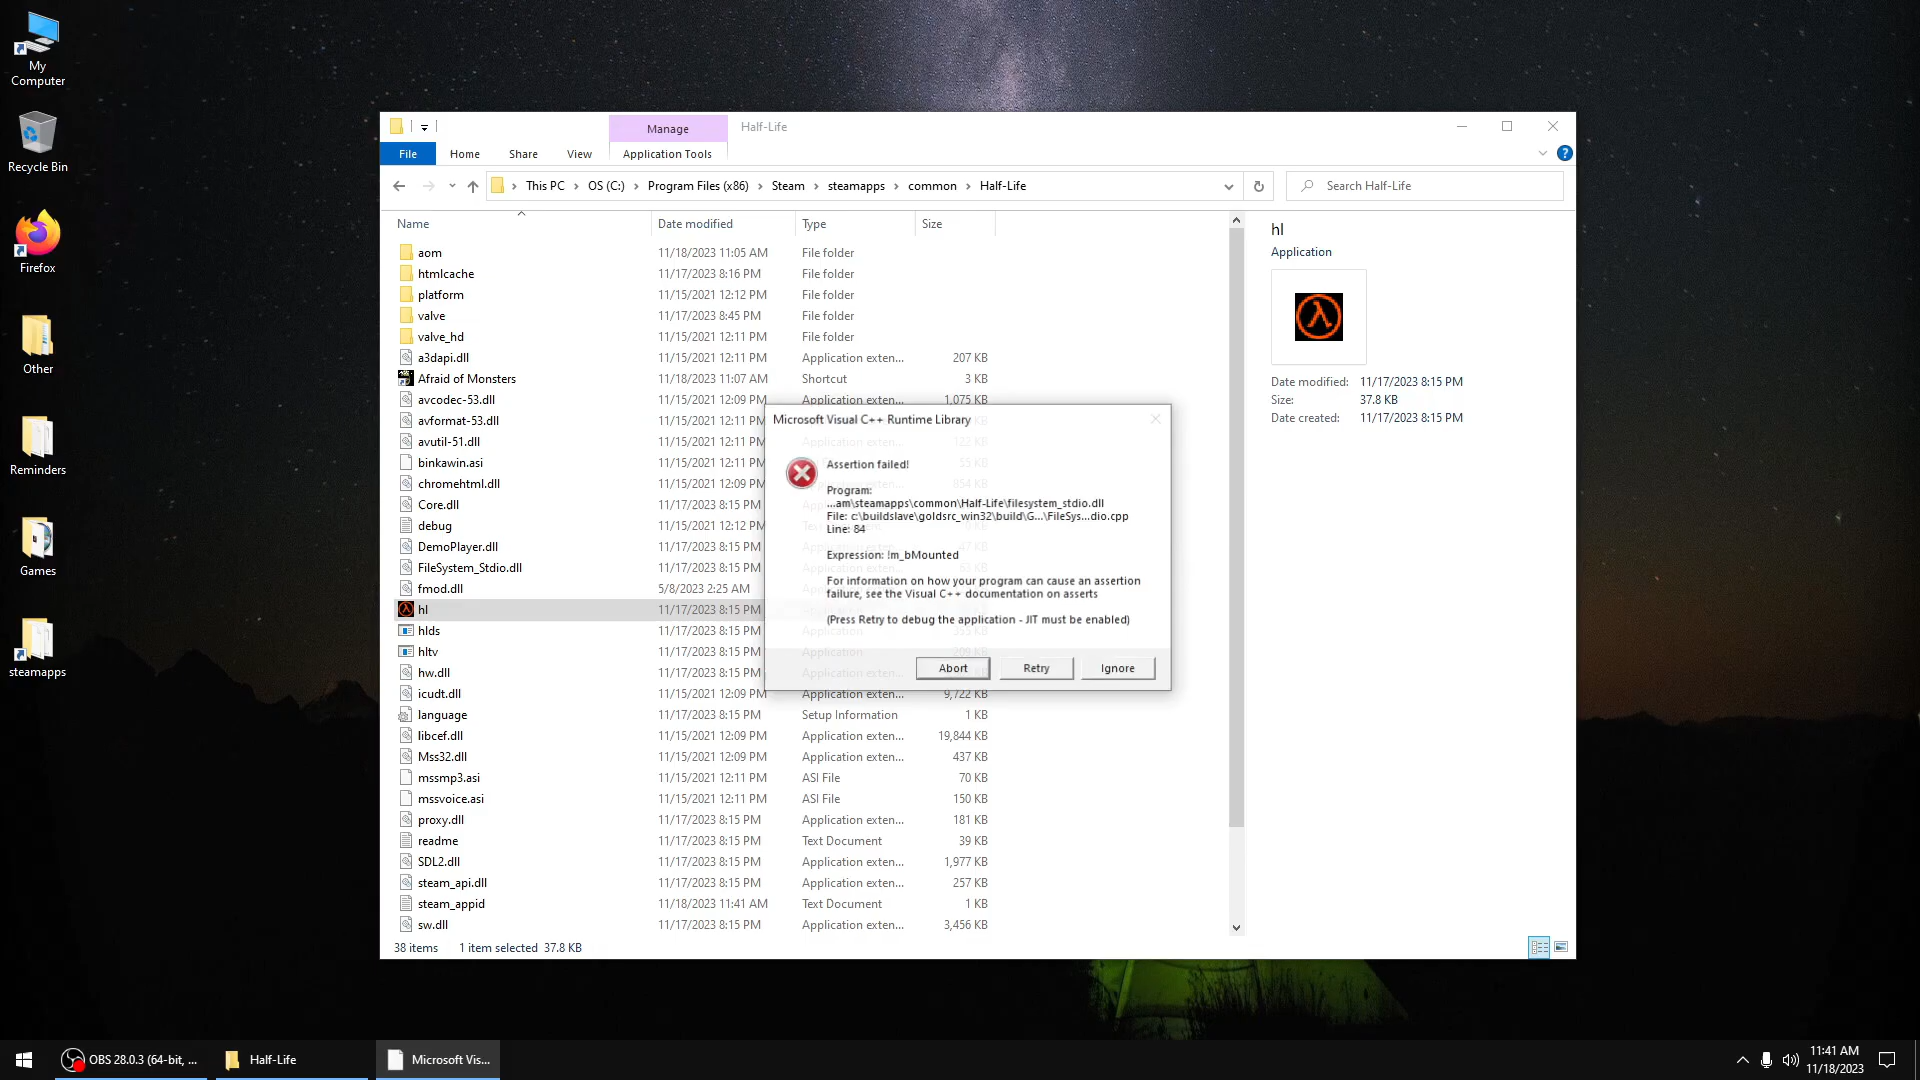 My
Computer
Recycle Bin
Firefox
Other
Reminders
Games
steamapps
Manage
Half-Life
File
Home
Share
View
Application Tools
This PC > OS (C:) > Program Files (x86) > Steam > steamapps > common > Half-Life
Search Half-Life
Name Date modified Type Size
aom 11/18/2023 11:05 AM File folder
htmlcache 11/17/2023 8:16 PM File folder
platform 11/15/2021 12:12 PM File folder
valve 11/17/2023 8:45 PM File folder
valve_hd 11/15/2021 12:11 PM File folder
a3dapi.dll 11/15/2021 12:11 PM Application exten... 207 KB
Afraid of Monsters 11/18/2023 11:07 AM Shortcut 3 KB
avcodec-53.dll 11/15/2021 12:09 PM Application exten... 1,075 KB
avformat-53.dll 11/15/2021 12:11 PM
avutil-51.dll 11/15/2021 12:11 PM Application exten... 122 KB
binkawin.asi 11/15/2021 12:11 PM 55 KB
chromehtml.dll 11/15/2021 12:09 PM 854 KB
Core.dll 11/17/2023 8:15 PM
debug 11/15/2021 12:12 PM
DemoPlayer.dll 11/17/2023 8:15 PM
FileSystem_Stdio.dll 11/17/2023 8:15 PM
fmod.dll 5/8/2023 2:25 AM
hl 11/17/2023 8:15 PM
hlds 11/17/2023 8:15 PM Application
hltv 11/17/2023 8:15 PM Application 209 KB
hw.dll 11/17/2023 8:15 PM Application exten...
icudt.dll 11/15/2021 12:09 PM Application exten... 9,722 KB
language 11/17/2023 8:15 PM Setup Information 1 KB
libcef.dll 11/15/2021 12:09 PM Application exten... 19,844 KB
Mss32.dll 11/15/2021 12:09 PM Application exten... 437 KB
mssmp3.asi 11/15/2021 12:11 PM ASI File 70 KB
mssvoice.asi 11/15/2021 12:11 PM ASI File 150 KB
proxy.dll 11/17/2023 8:15 PM Application exten... 181 KB
readme 11/17/2023 8:15 PM Text Document 39 KB
SDL2.dll 11/17/2023 8:15 PM Application exten... 1,977 KB
steam_api.dll 11/17/2023 8:15 PM Application exten... 257 KB
steam_appid 11/18/2023 11:41 AM Text Document 1 KB
sw.dll 11/17/2023 8:15 PM Application exten... 3,456 KB
38 items 1 item selected 37.8 KB
hl
Application
Date modified: 11/17/2023 8:15 PM
Size: 37.8 KB
Date created: 11/17/2023 8:15 PM
Microsoft Visual C++ Runtime Library
Assertion failed!
Program:
...am\steamapps\common\Half-Life\filesystem_stdio.dll
File: c:\buildslave\goldsrc_win32\build\G...\FileSys...dio.cpp
Line: 84
Expression: !m_bMounted
For information on how your program can cause an assertion
failure, see the Visual C++ documentation on asserts
(Press Retry to debug the application - JIT must be enabled)
Abort
Retry
Ignore
OBS 28.0.3 (64-bit, ...
Half-Life
Microsoft Vis...
11:41 AM
11/18/2023